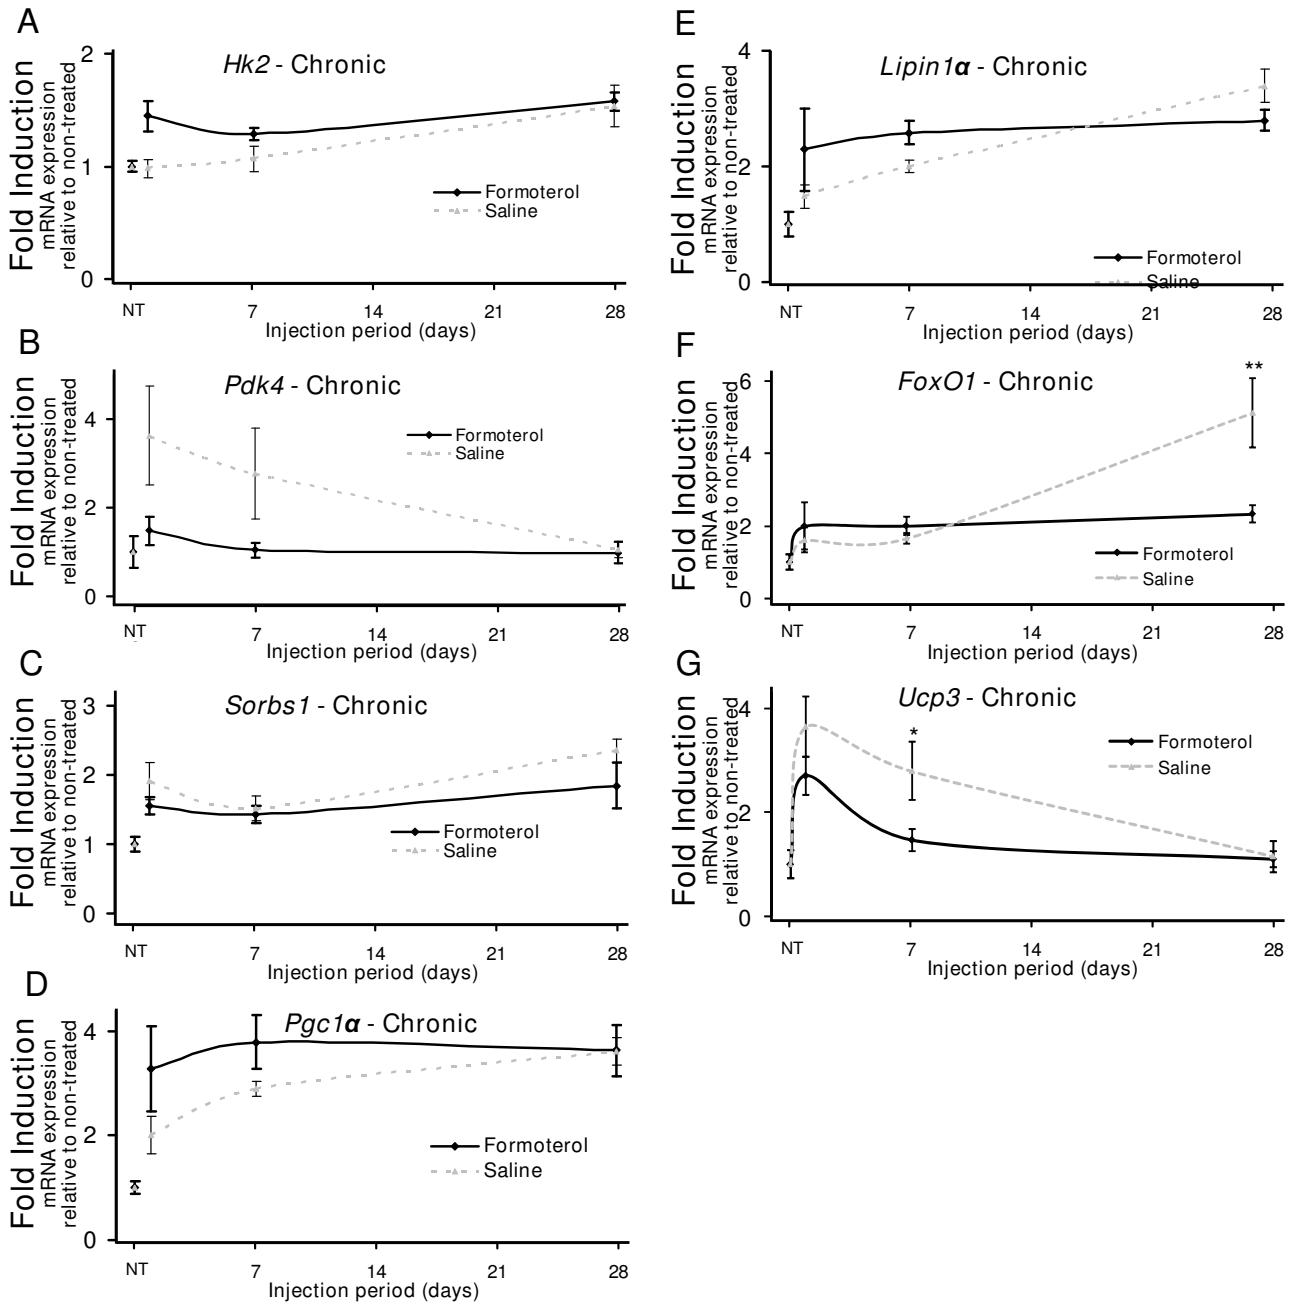 A
Hk2 - Chronic
Fold Induction
mRNA expression
relative to non-treated
2
1
0
Formoterol
Saline
NT 7 14 21 28
Injection period (days)
B
Pdk4 - Chronic
Fold Induction
mRNA expression
relative to non-treated
4
2
0
Formoterol
Saline
NT 7 14 21 28
Injection period (days)
C
Sorbs1 - Chronic
Fold Induction
mRNA expression
relative to non-treated
3
2
1
0
Formoterol
Saline
NT 7 14 21 28
Injection period (days)
D
Pgc1α - Chronic
Fold Induction
mRNA expression
relative to non-treated
4
2
0
Formoterol
Saline
NT 7 14 21 28
Injection period (days)
E
Lipin1α - Chronic
Fold Induction
mRNA expression
relative to non-treated
4
2
0
Formoterol
Saline
NT 7 14 21 28
Injection period (days)
F
FoxO1 - Chronic
**
Fold Induction
mRNA expression
relative to non-treated
6
4
2
0
Formoterol
Saline
NT 7 14 21 28
Injection period (days)
G
Ucp3 - Chronic
*
Fold Induction
mRNA expression
relative to non-treated
4
2
0
Formoterol
Saline
NT 7 14 21 28
Injection period (days)